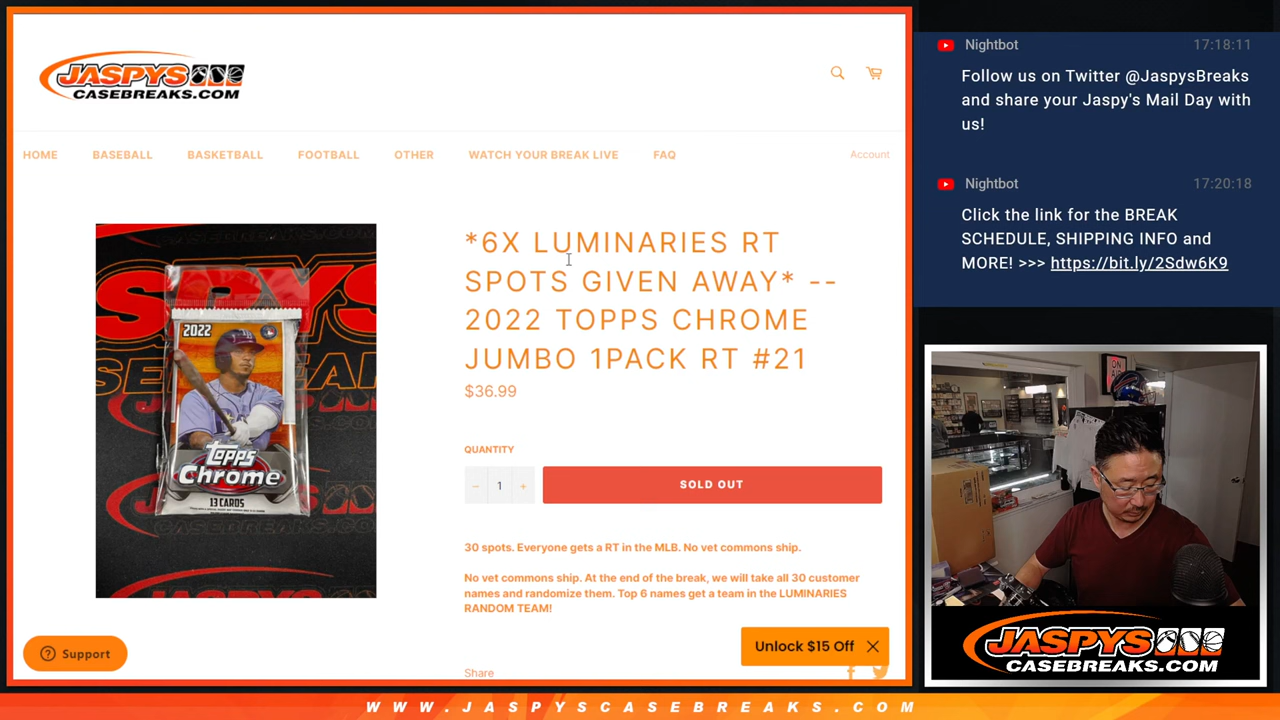 JASPYS
CASEBREAKS.COM
HOME
BASEBALL
BASKETBALL
FOOTBALL
OTHER
WATCH YOUR BREAK LIVE
FAQ
Account
2022
Topps
Chrome
13 CARDS
*6X LUMINARIES RT
SPOTS GIVEN AWAY* --
2022 TOPPS CHROME
JUMBO 1PACK RT #21
$36.99
QUANTITY
− 1 +
SOLD OUT
30 spots. Everyone gets a RT in the MLB. No vet commons ship.
No vet commons ship. At the end of the break, we will take all 30 customer
names and randomize them. Top 6 names get a team in the LUMINARIES
RANDOM TEAM!
Share
Support
Unlock $15 Off
Nightbot 17:18:11
Follow us on Twitter @JaspysBreaks
and share your Jaspy's Mail Day with
us!
Nightbot 17:20:18
Click the link for the BREAK
SCHEDULE, SHIPPING INFO and
MORE! >>> https://bit.ly/2Sdw6K9
ON
JASPYS
CASEBREAKS.COM
WWW.JASPYSCASEBREAKS.COM